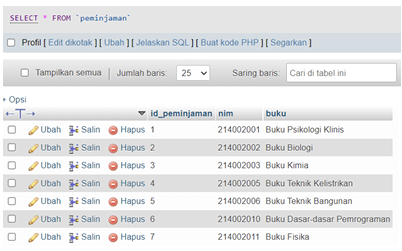 SELECT * FROM `peminjaman`
Profil [ Edit dikotak ] [ Ubah ] [ Jelaskan SQL ] [ Buat kode PHP ] [ Segarkan ]
Tampilkan semua | Jumlah baris: 25 Saring baris: Cari di tabel ini
Opsi
id_peminjaman nim buku
Ubah Salin Hapus 1 214002001 Buku Psikologi Klinis
Ubah Salin Hapus 2 214002002 Buku Biologi
Ubah Salin Hapus 3 214002003 Buku Kimia
Ubah Salin Hapus 4 214002005 Buku Teknik Kelistrikan
Ubah Salin Hapus 5 214002006 Buku Teknik Bangunan
Ubah Salin Hapus 6 214002010 Buku Dasar-dasar Pemrograman
Ubah Salin Hapus 7 214002011 Buku Fisika